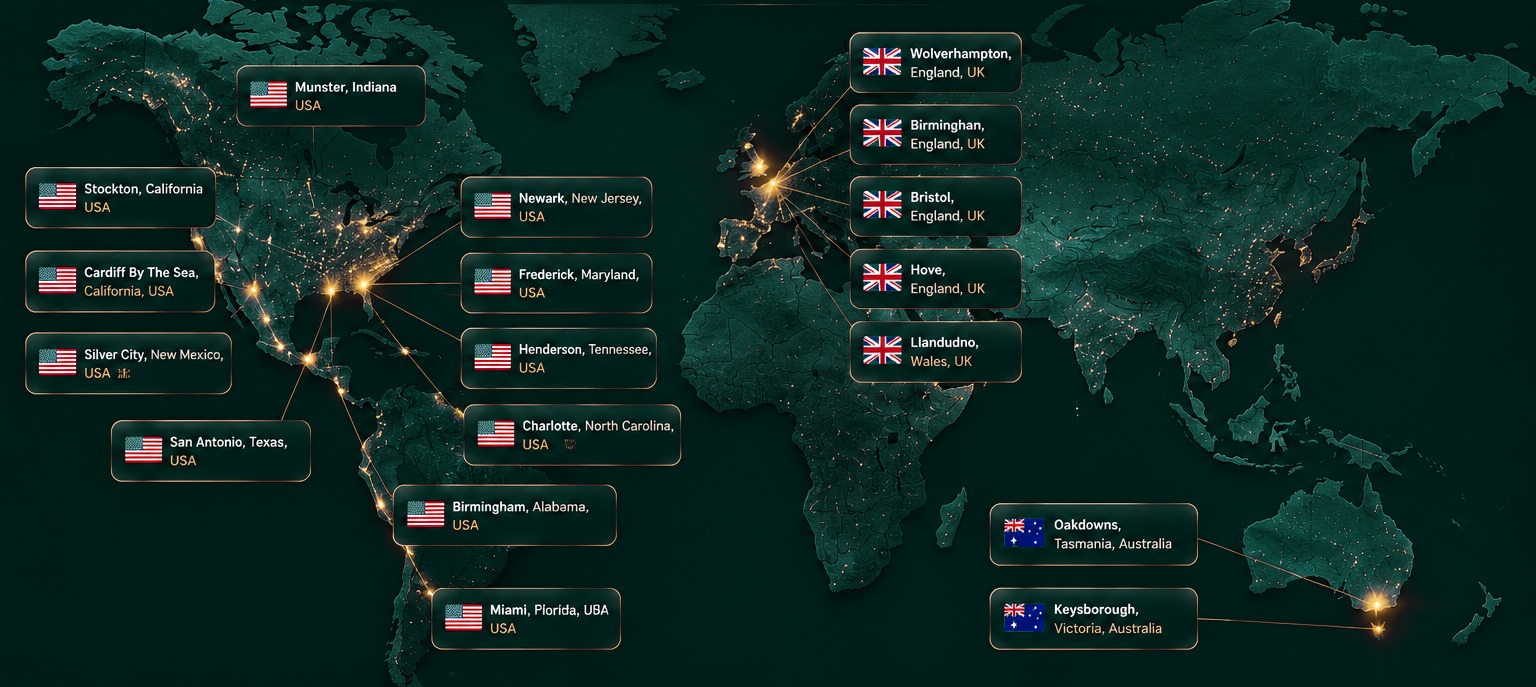 Munster, Indiana
USA
Stockton, California
USA
Cardiff By The Sea,
California, USA
Silver City, New Mexico,
USA
San Antonio, Texas,
USA
Newark, New Jersey,
USA
Frederick, Maryland,
USA
Henderson, Tennessee,
USA
Charlotte, North Carolina,
USA
Birmingham, Alabama,
USA
Miami, Plorida, UBA
USA
Wolverhampton,
England, UK
Birminghan,
England, UK
Bristol,
England, UK
Hove,
England, UK
Llandudno,
Wales, UK
Oakdowns,
Tasmania, Australia
Keysborough,
Victoria, Australia